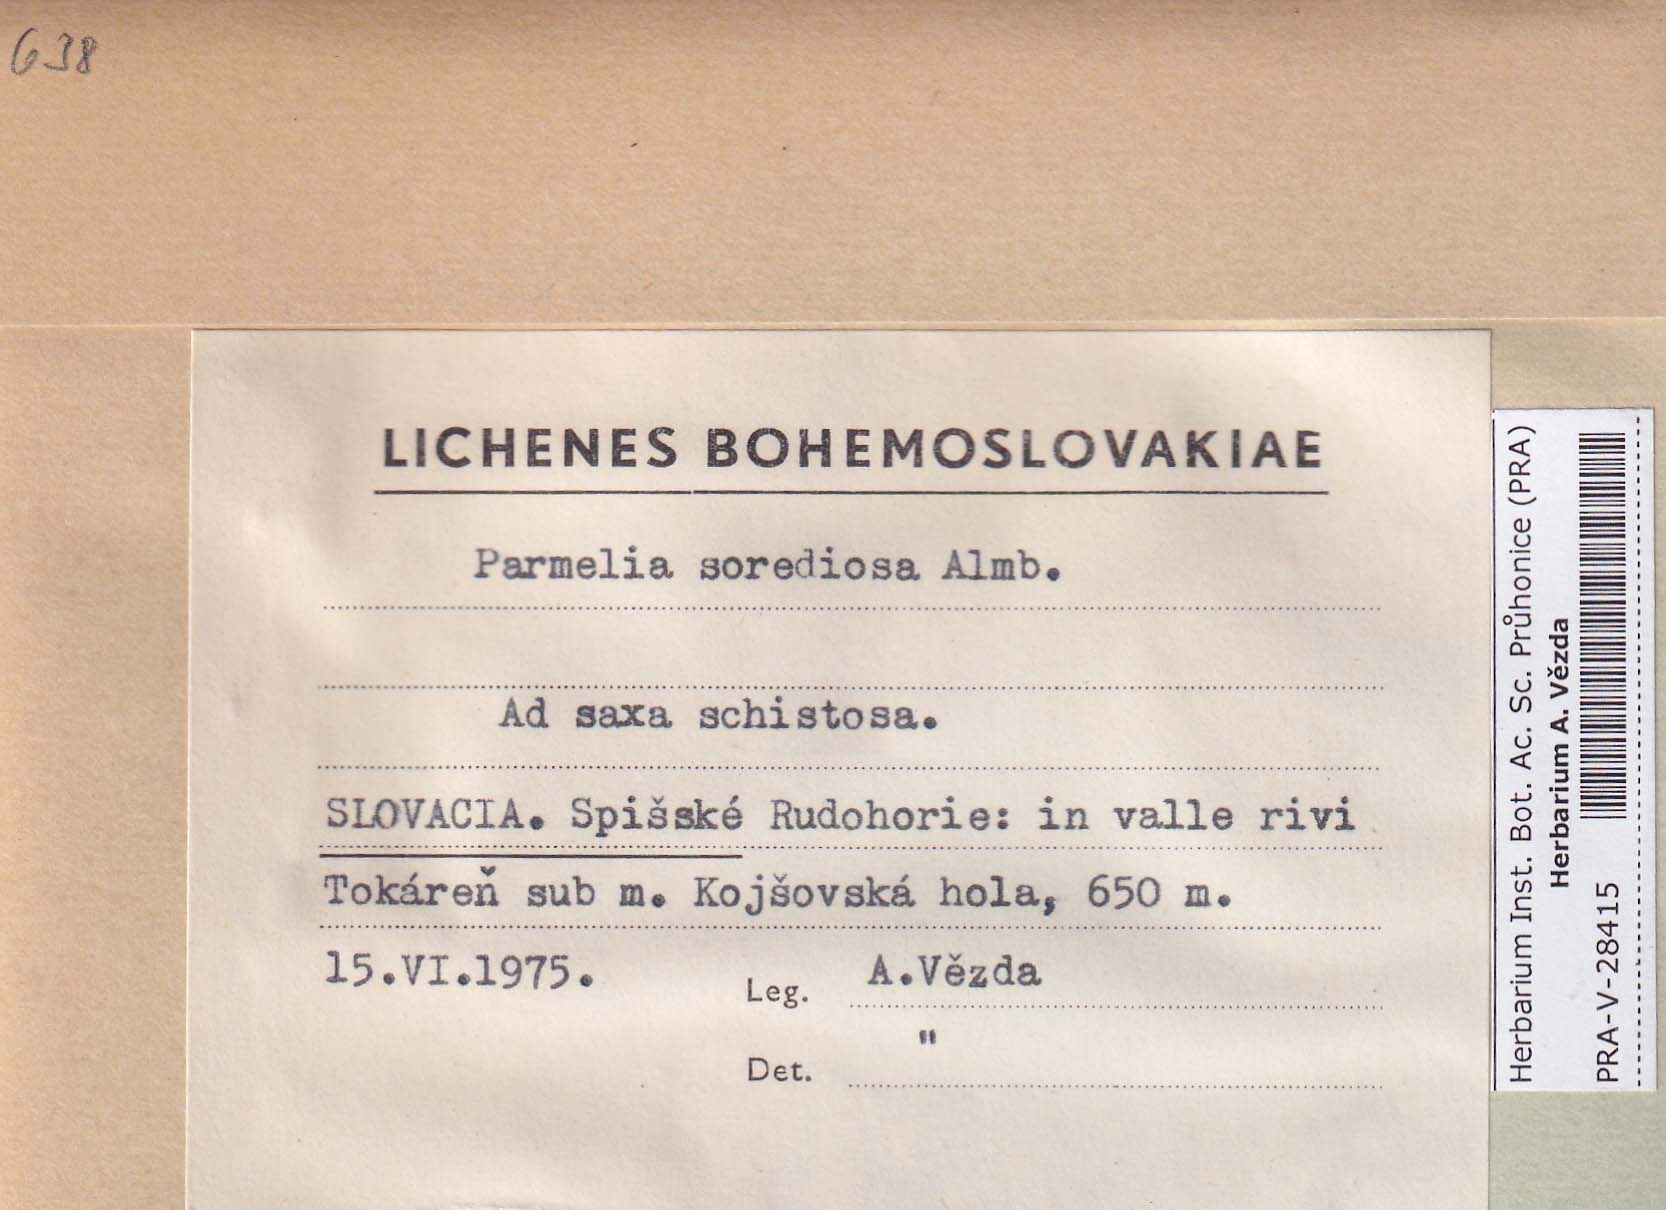 638
LICHENES BOHEMOSLOVAKIAE
Parmelia sorediosa Almb.
Ad saxa schistosa.
SLOVACIA. Spišské Rudohorie: in valle rivi
Tokáreň sub m. Kojšovská hola, 650 m.
15.VI.1975. Leg. A.Vězda
Det. "
Herbarium Inst. Bot. Ac. Sc. Průhonice (PRA)
Herbarium A. Vězda
PRA-V-28415